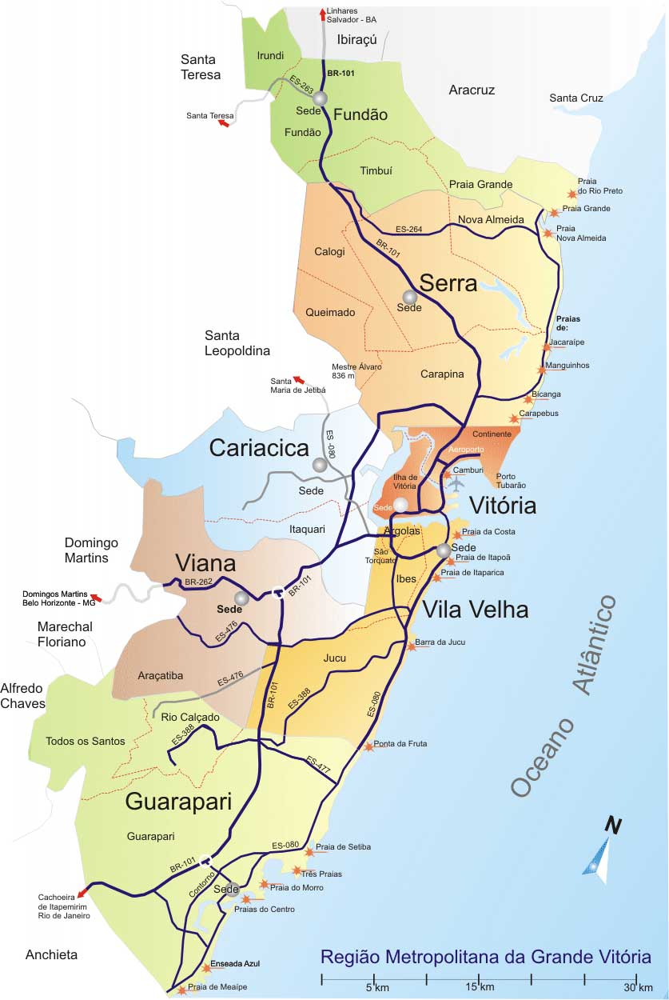 Linhares
Salvador - BA
Ibiraçú
Irundi
Santa
Teresa
BR-101
ES-263
Aracruz
Santa Cruz
Sede
Fundão
Santa Teresa
Fundão
Timbuí
Praia Grande
Praia
do Rio Preto
Praia Grande
Nova Almeida
ES-264
Praia
Nova Almeida
BR-101
Calogi
Serra
Sede
Queimado
Praias
de:
Santa
Leopoldina
Jacaraípe
Mestre Álvaro
836 m
Manguinhos
Carapina
Santa
Maria de Jetibá
Bicanga
Carapebus
ES -080
Continente
Cariacica
Aeroporto
Camburi
Ilha de
Vitória
Porto
Tubarão
Sede
Sede
Vitória
Itaquari
Argolas
Praia da Costa
Domingo
Martins
São
Torquato
Sede
Praia de Itapoã
Viana
Praia de Itaparica
Ibes
BR-262
BR-101
Domingos Martins
Belo Horizonte - MG
Sede
Vila Velha
Marechal
Floriano
ES-476
Barra da Jucu
Jucu
Araçatiba
ES-476
Alfredo
Chaves
BR-101
ES-388
ES-080
Rio Calçado
ES-388
Todos os Santos
Ponta da Fruta
ES-477
Oceano Atlântico
Guarapari
Guarapari
N
ES-080
Praia de Setiba
BR-101
Três Praias
Contorno
Sede
Praia do Morro
Cachoeira
de Itapemirim
Rio de Janeiro
Praias do Centro
Anchieta
Enseada Azul
Região Metropolitana da Grande Vitória
Praia de Meaípe
5 km
15 km
30 km